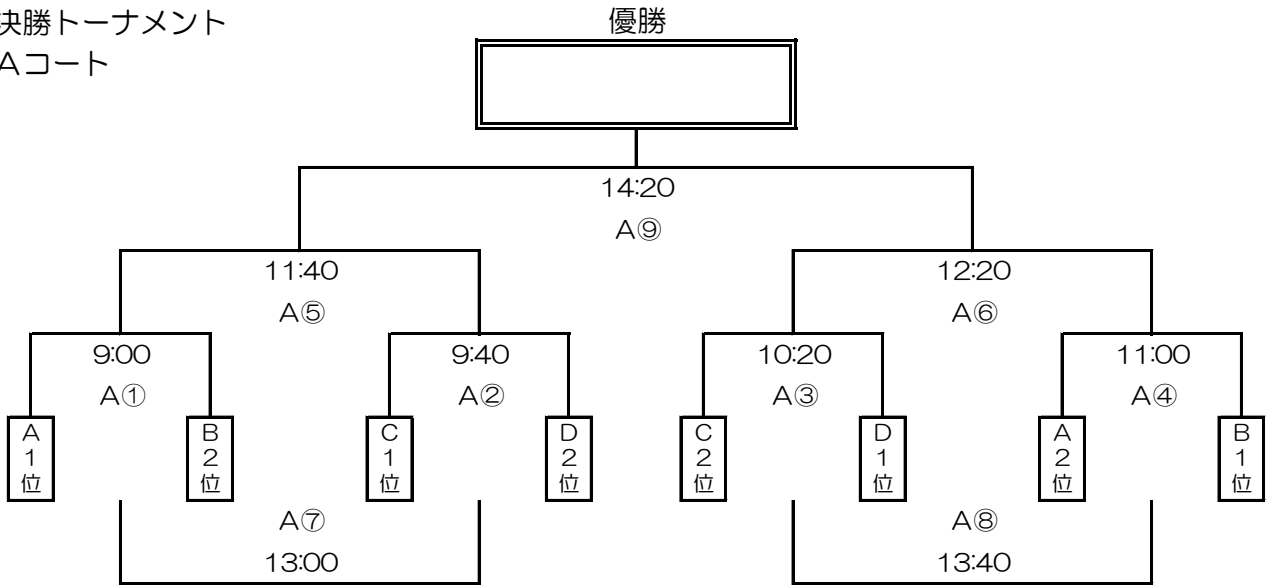 決勝トーナメント
Aコート
優勝
14:20
A⑨
11:40
A⑤
12:20
A⑥
9:00
A①
9:40
A②
10:20
A③
11:00
A④
A1位
B2位
C1位
D2位
C2位
D1位
A2位
B1位
A⑦
13:00
A⑧
13:40